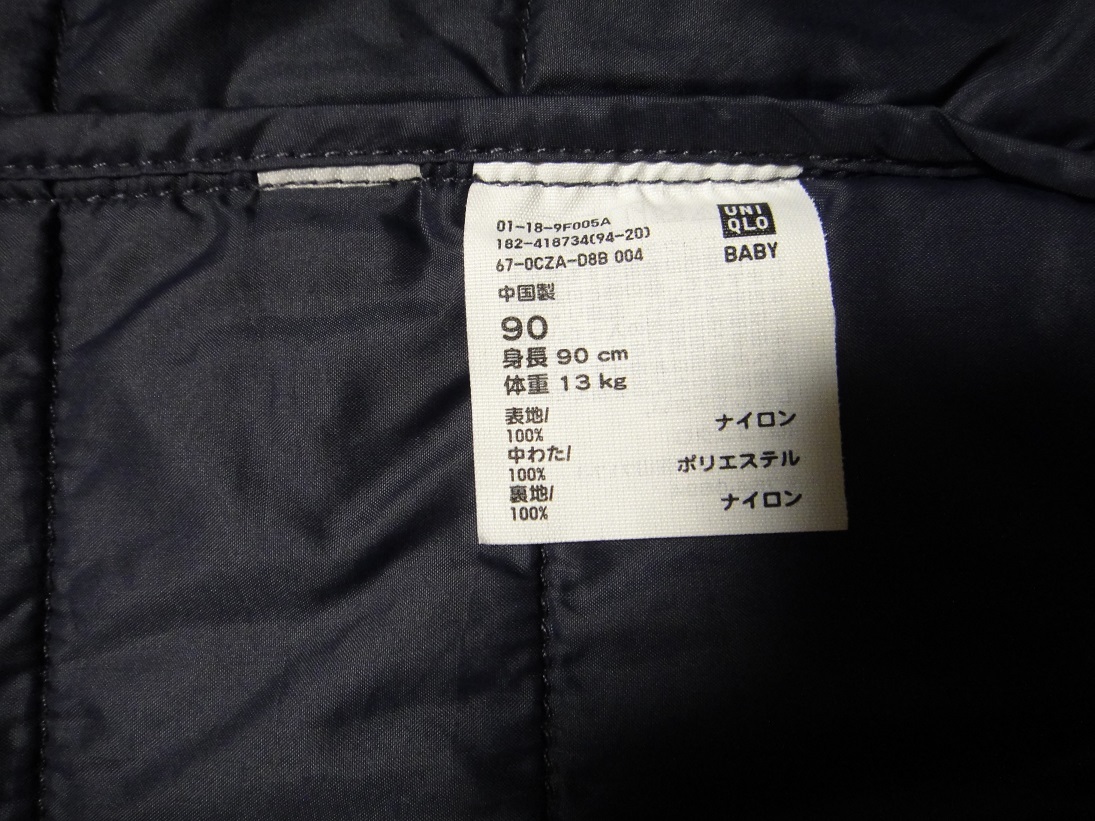 01-18-9F005A
182-418734(94-20)
67-0CZA-D8B 004
UNI
QLO
BABY
中国製
90
身長 90 cm
体重 13 kg
表地/ ナイロン
100%
中わた/ ポリエステル
100%
裏地/ ナイロン
100%